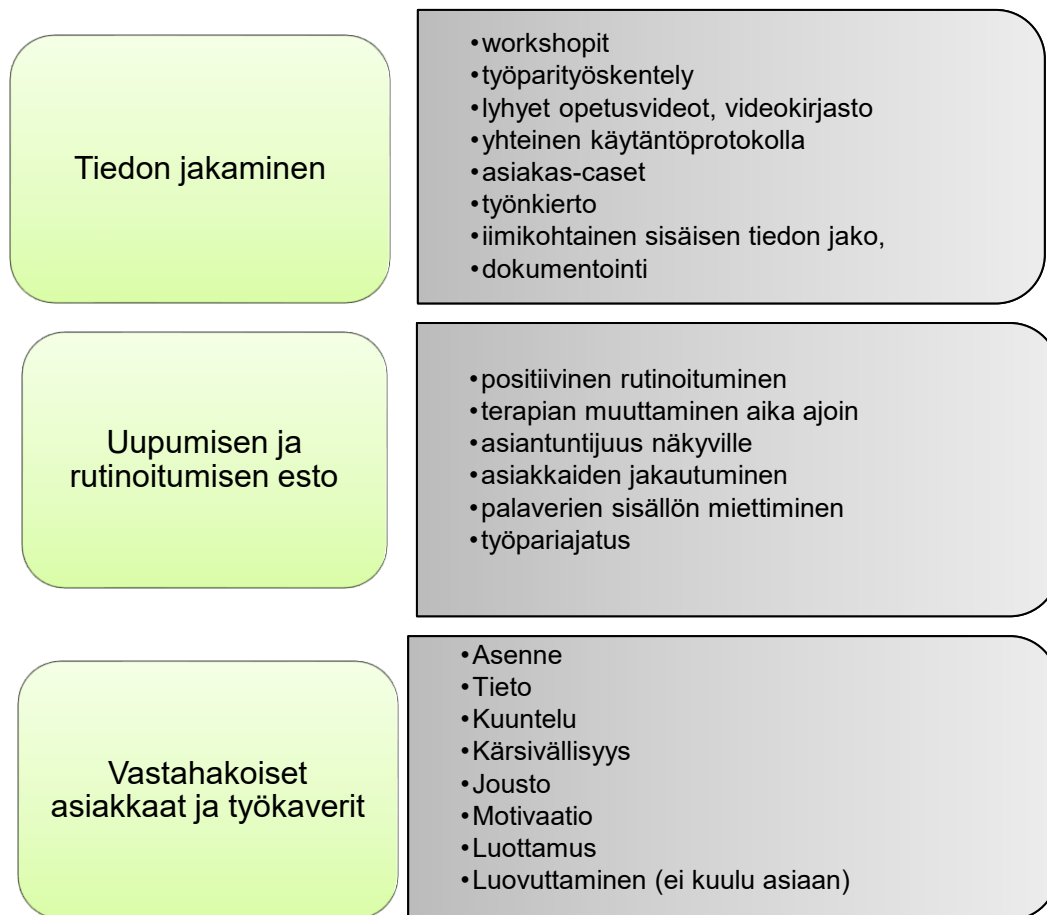 Tiedon jakaminen
•workshopit
•työparityöskentely
•lyhyet opetusvideot, videokirjasto
•yhteinen käytäntöprotokolla
•asiakas-caset
•työnkierto
•iimikohtainen sisäisen tiedon jako,
•dokumentointi
Uupumisen ja
rutinoitumisen esto
•positiivinen rutinoituminen
•terapian muuttaminen aika ajoin
•asiantuntijuus näkyville
•asiakkaiden jakautuminen
•palaverien sisällön miettiminen
•työpariajatus
Vastahakoiset
asiakkaat ja työkaverit
•Asenne
•Tieto
•Kuuntelu
•Kärsivällisyys
•Jousto
•Motivaatio
•Luottamus
•Luovuttaminen (ei kuulu asiaan)